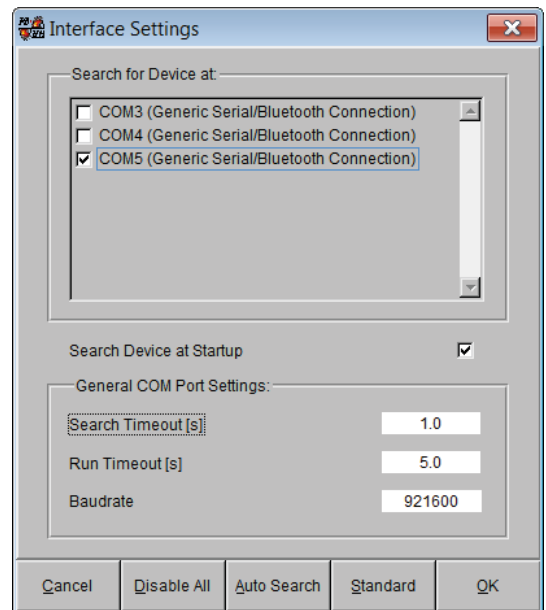 Interface Settings
Search for Device at:
COM3 (Generic Serial/Bluetooth Connection)
COM4 (Generic Serial/Bluetooth Connection)
COM5 (Generic Serial/Bluetooth Connection)
Search Device at Startup
General COM Port Settings:
Search Timeout [s] 1.0
Run Timeout [s] 5.0
Baudrate 921600
Cancel Disable All Auto Search Standard OK